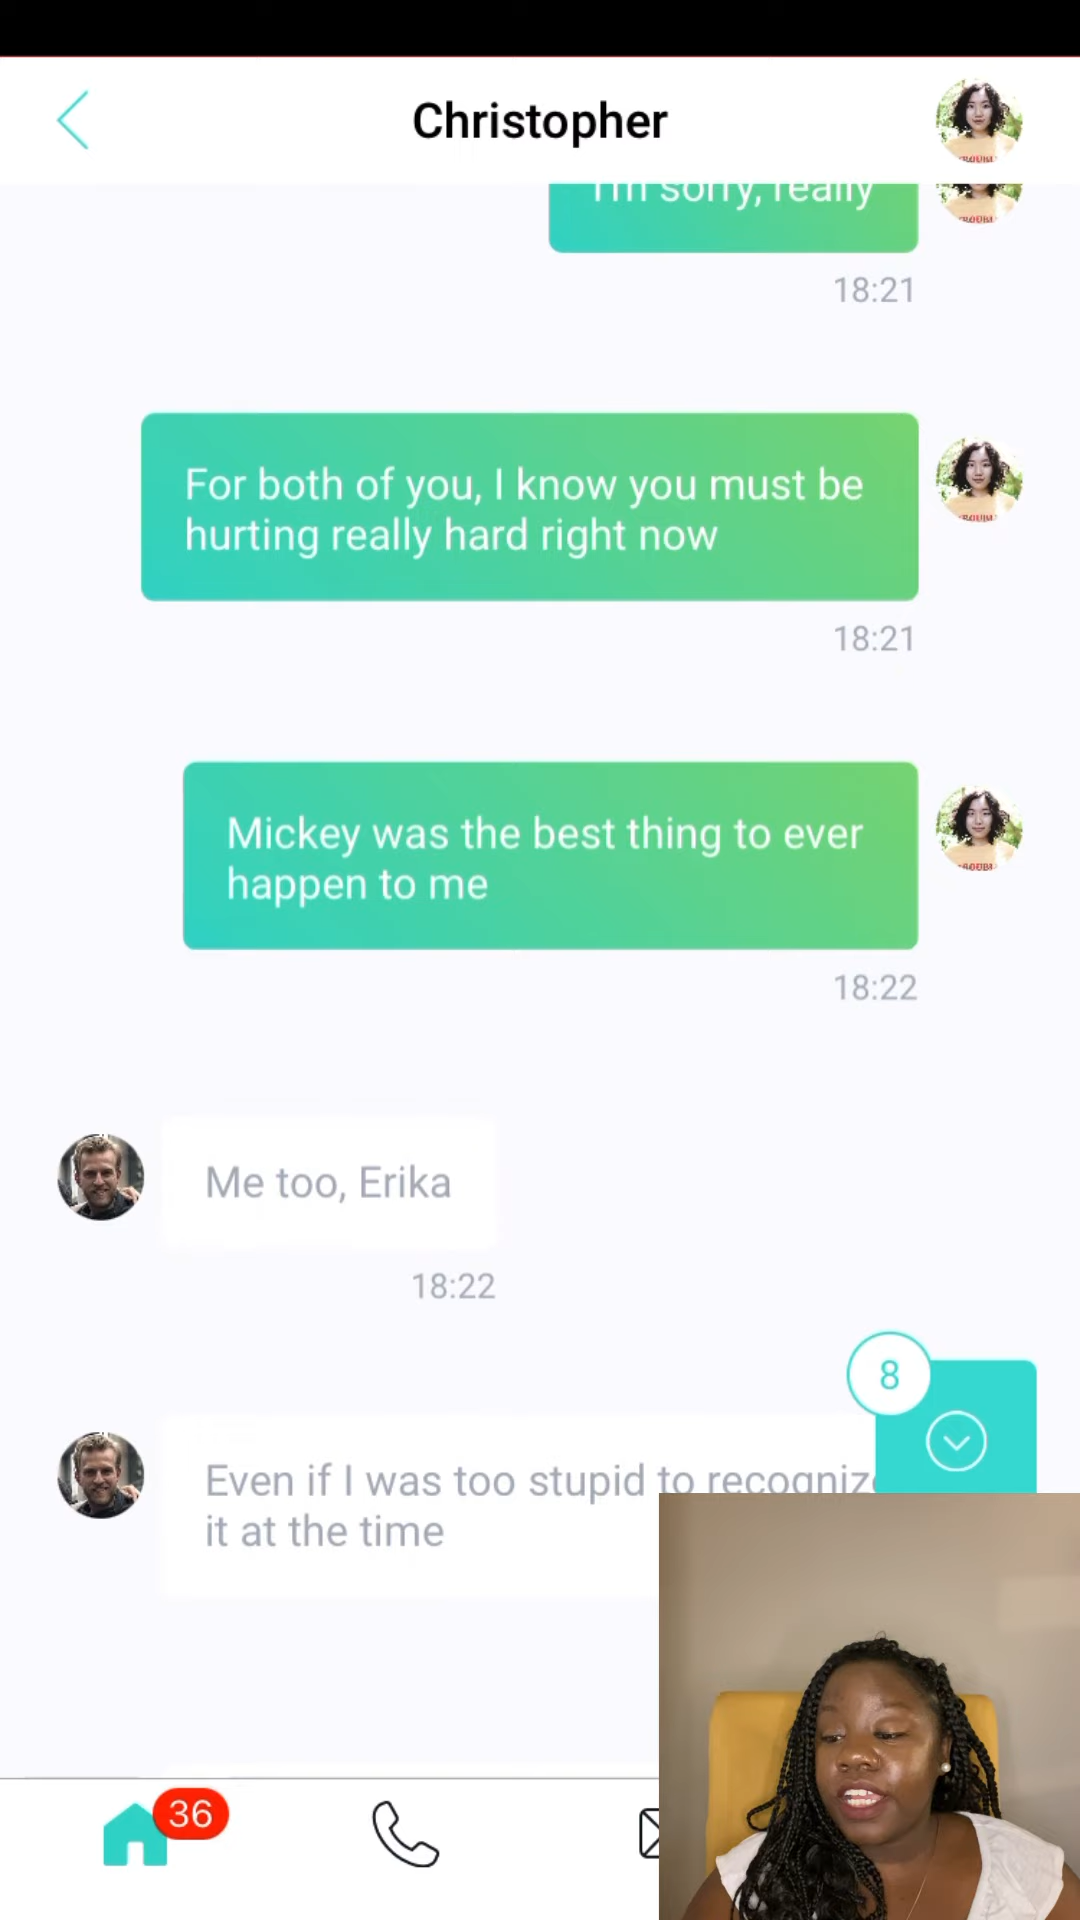 Christopher
I'm sorry, really
18:21
For both of you, I know you must be
hurting really hard right now
18:21
Mickey was the best thing to ever
happen to me
18:22
Me too, Erika
18:22
8
Even if I was too stupid to recognize
it at the time
36